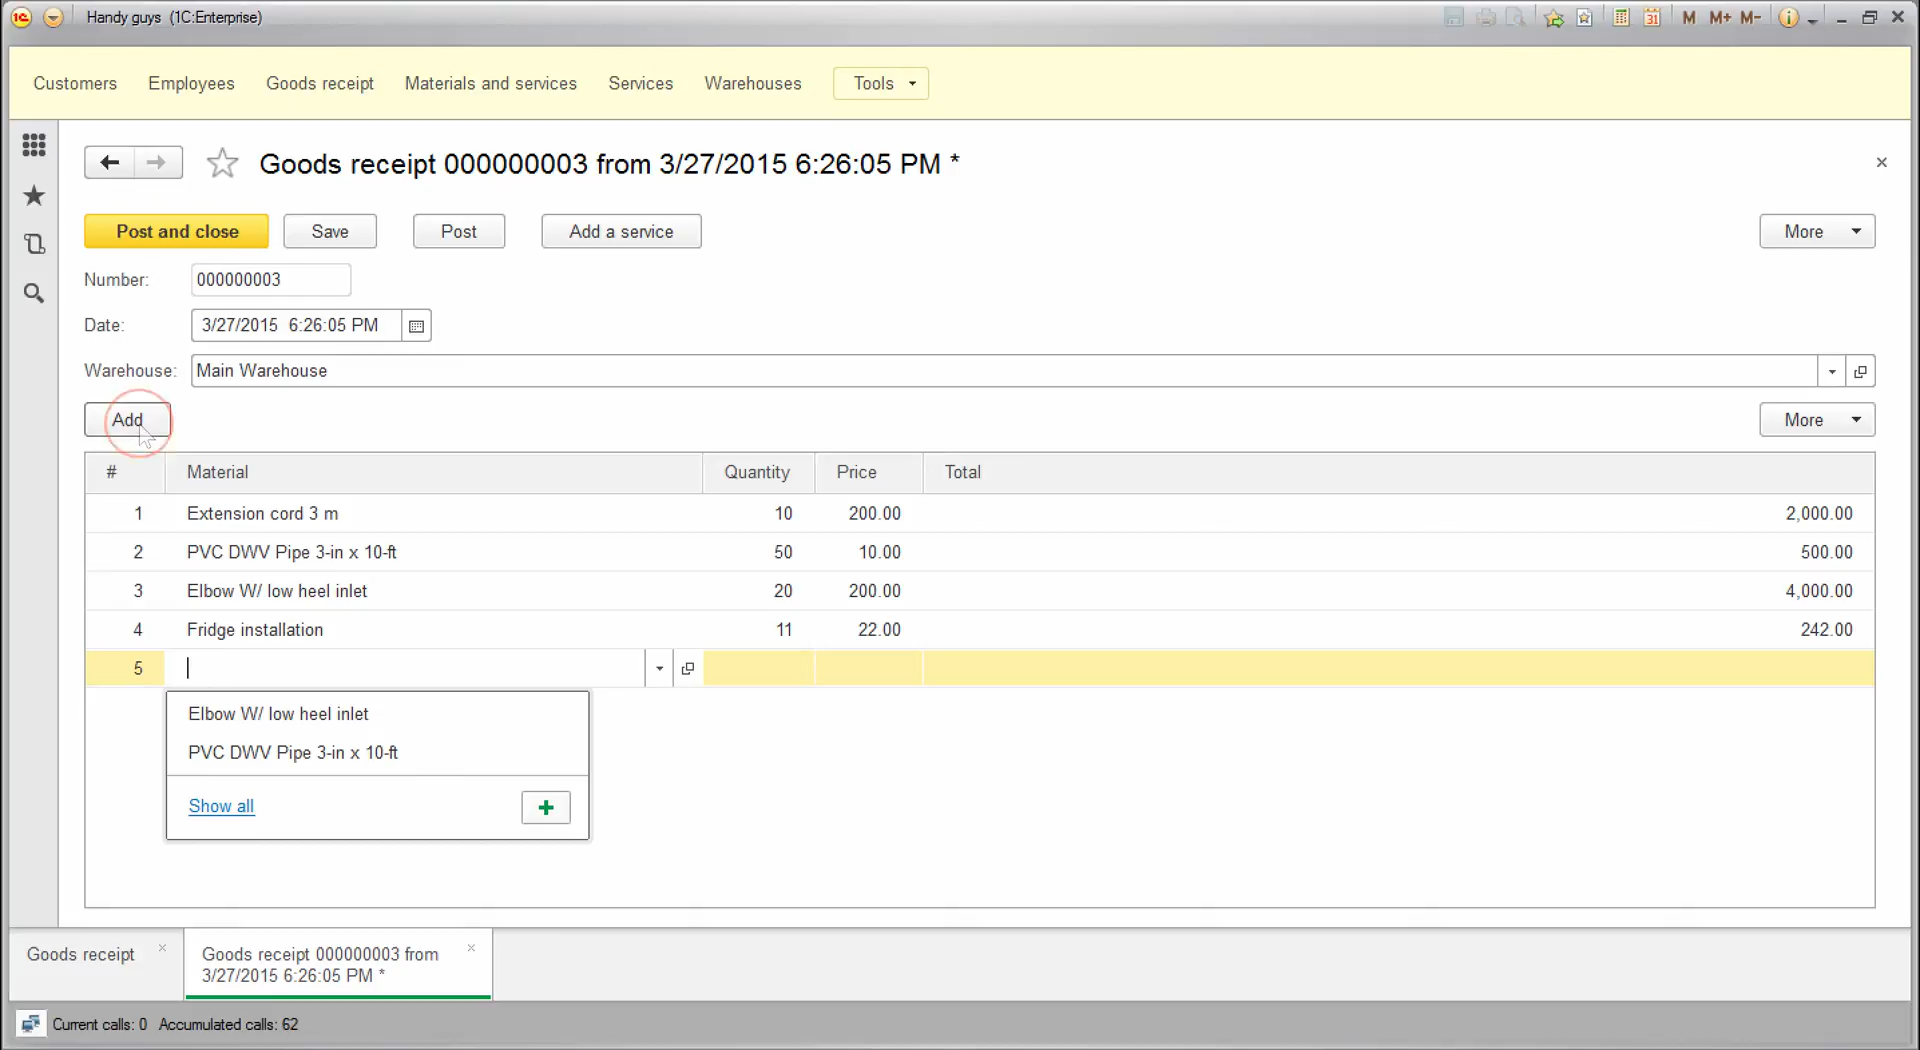 Handy guys (1C:Enterprise)
31 M M+ M-
Customers Employees Goods receipt Materials and services Services Warehouses Tools
Goods receipt 000000003 from 3/27/2015 6:26:05 PM *
Post and close Save Post Add a service More
Number: 000000003
Date: 3/27/2015 6:26:05 PM
Warehouse: Main Warehouse
Add More
# Material Quantity Price Total
1 Extension cord 3 m 10 200.00 2,000.00
2 PVC DWV Pipe 3-in x 10-ft 50 10.00 500.00
3 Elbow W/ low heel inlet 20 200.00 4,000.00
4 Fridge installation 11 22.00 242.00
5
Elbow W/ low heel inlet
PVC DWV Pipe 3-in x 10-ft
Show all
Goods receipt
Goods receipt 000000003 from
3/27/2015 6:26:05 PM *
Current calls: 0 Accumulated calls: 62